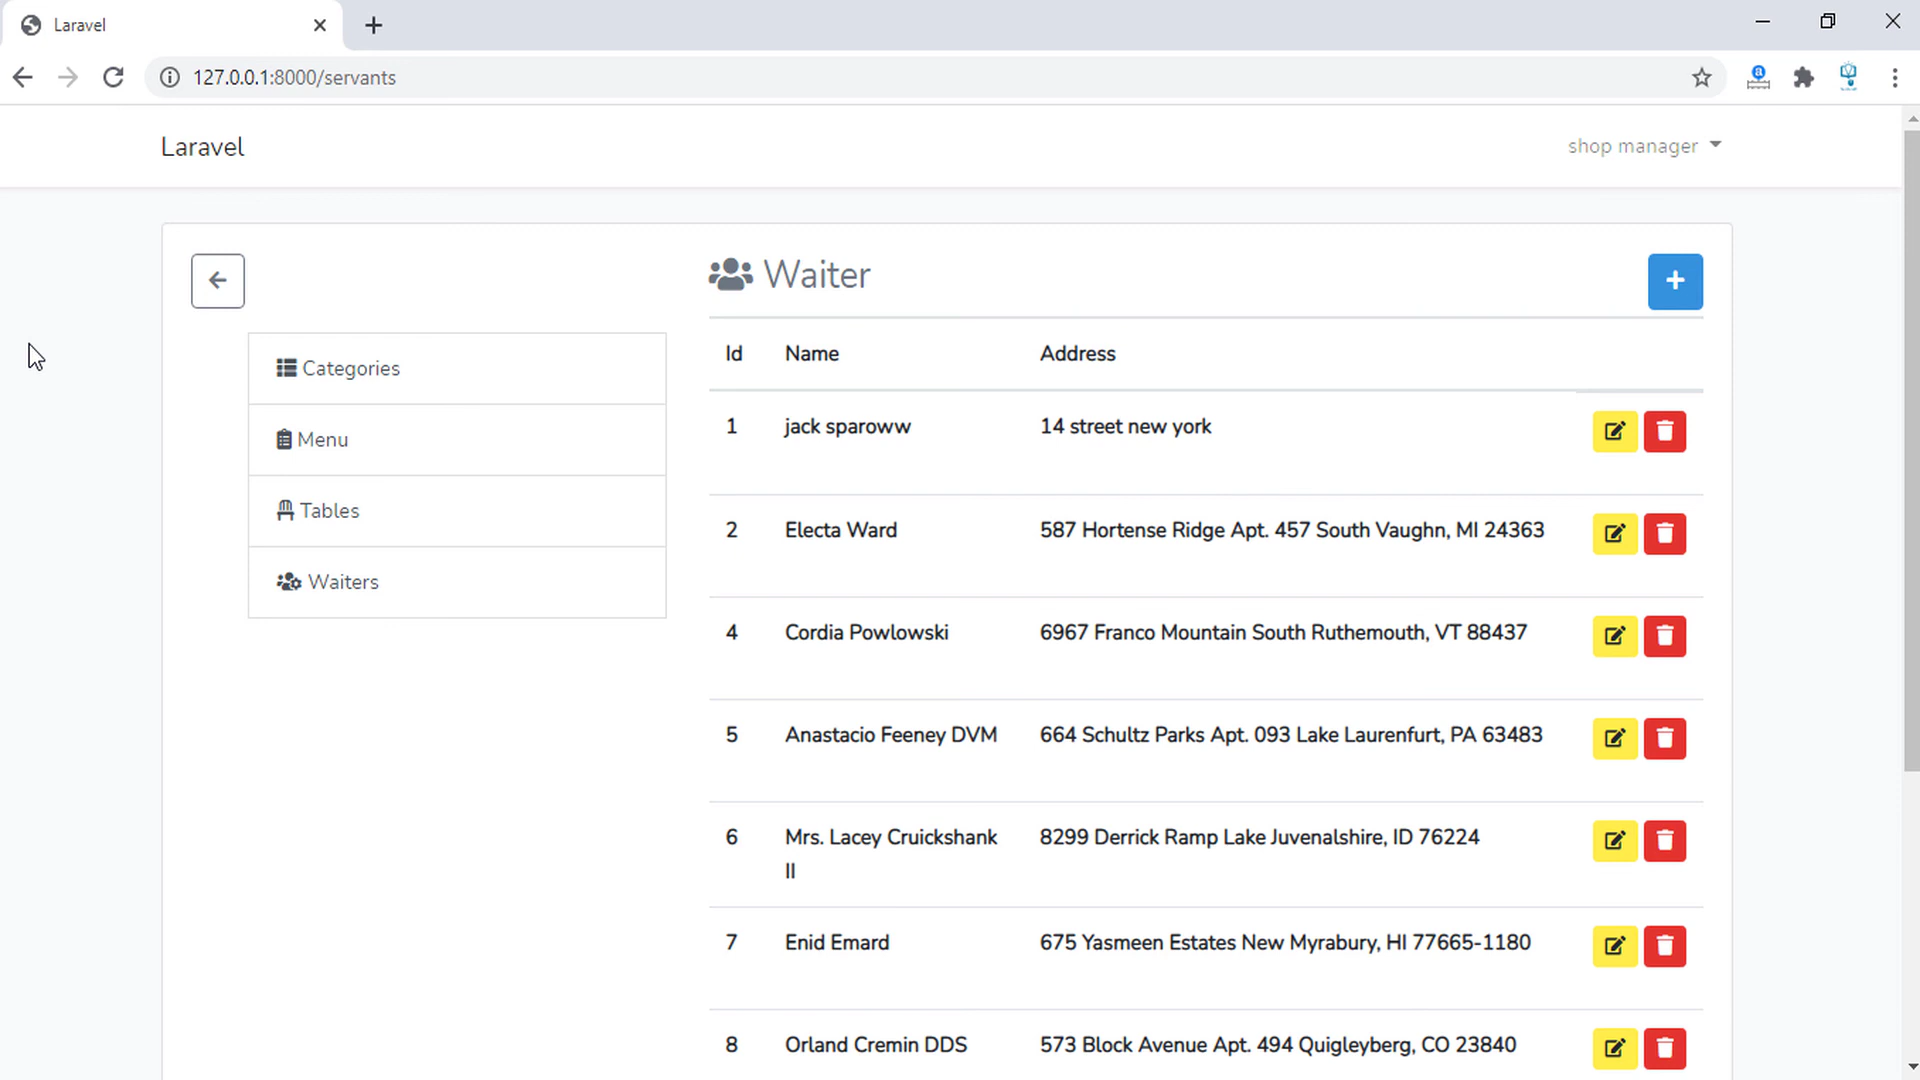 Laravel
127.0.0.1:8000/servants
Laravel
shop manager
Waiter
Categories
Menu
Tables
Waiters
Id Name Address
1 jack sparoww 14 street new york
2 Electa Ward 587 Hortense Ridge Apt. 457 South Vaughn, MI 24363
4 Cordia Powlowski 6967 Franco Mountain South Ruthemouth, VT 88437
5 Anastacio Feeney DVM 664 Schultz Parks Apt. 093 Lake Laurenfurt, PA 63483
6 Mrs. Lacey Cruickshank 8299 Derrick Ramp Lake Juvenalshire, ID 76224
II
7 Enid Emard 675 Yasmeen Estates New Myrabury, HI 77665-1180
8 Orland Cremin DDS 573 Block Avenue Apt. 494 Quigleyberg, CO 23840